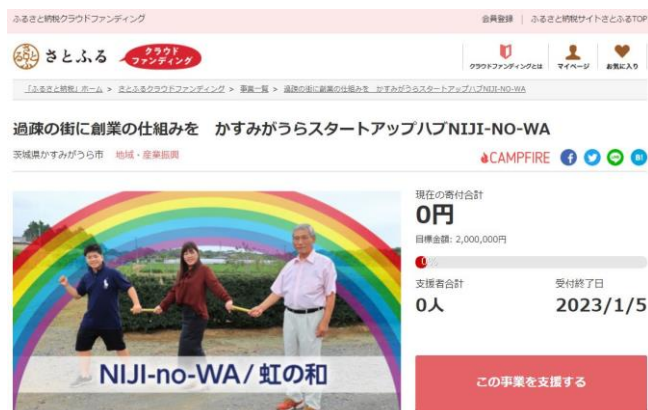 ふるさと納税クラウドファンディング
会員登録 | ふるさと納税サイトさとふるTOP
さとふる
クラウド
ファンディング
クラウドファンディングとは マイページ お気に入り
「ふるさと納税」ホーム > さとふるクラウドファンディング > 事業一覧 > 過疎の街に創業の仕組みを かすみがうらスタートアップハブNIJI-NO-WA
過疎の街に創業の仕組みを かすみがうらスタートアップハブNIJI-NO-WA
茨城県かすみがうら市 地域・産業振興
CAMPFIRE
現在の寄付合計
0円
目標金額: 2,000,000円
0%
支援者合計 受付終了日
0人 2023/1/5
NIJI-no-WA/虹の和
この事業を支援する